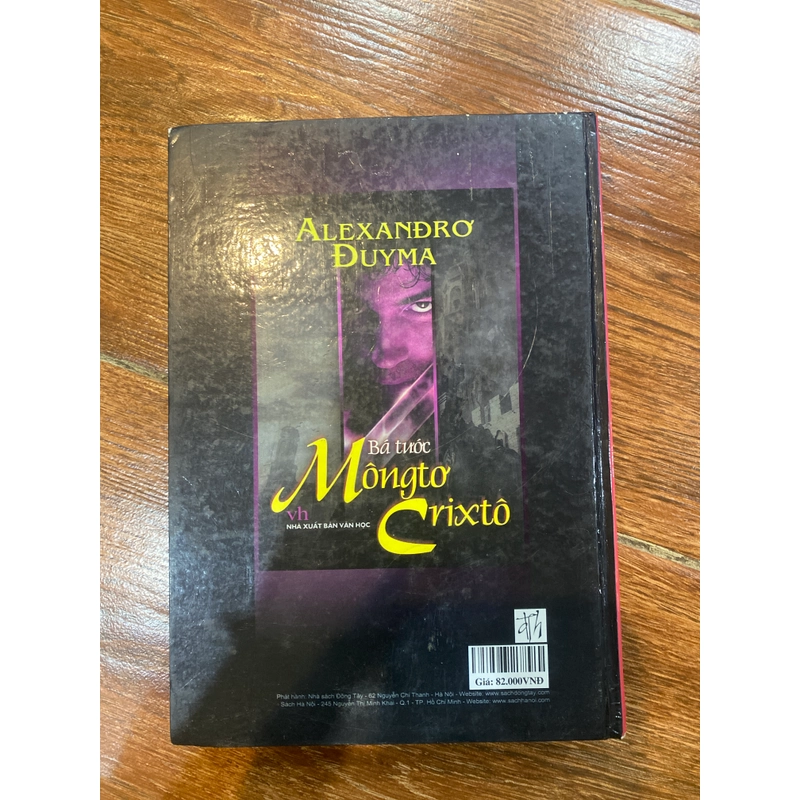 ALEXANĐRƠ
ĐUYMA
Bá tước
Môngtơ
Crixtô
vh
NHÀ XUẤT BẢN VĂN HỌC
Giá: 82.000VNĐ
Phát hành: Nhà sách Đông Tây - 62 Nguyễn Chí Thanh - Hà Nội - Website: www.sachdongtay.com
Sách Hà Nội - 245 Nguyễn Thị Minh Khai - Q.1 - TP. Hồ Chí Minh - Website: www.sachhanoi.com